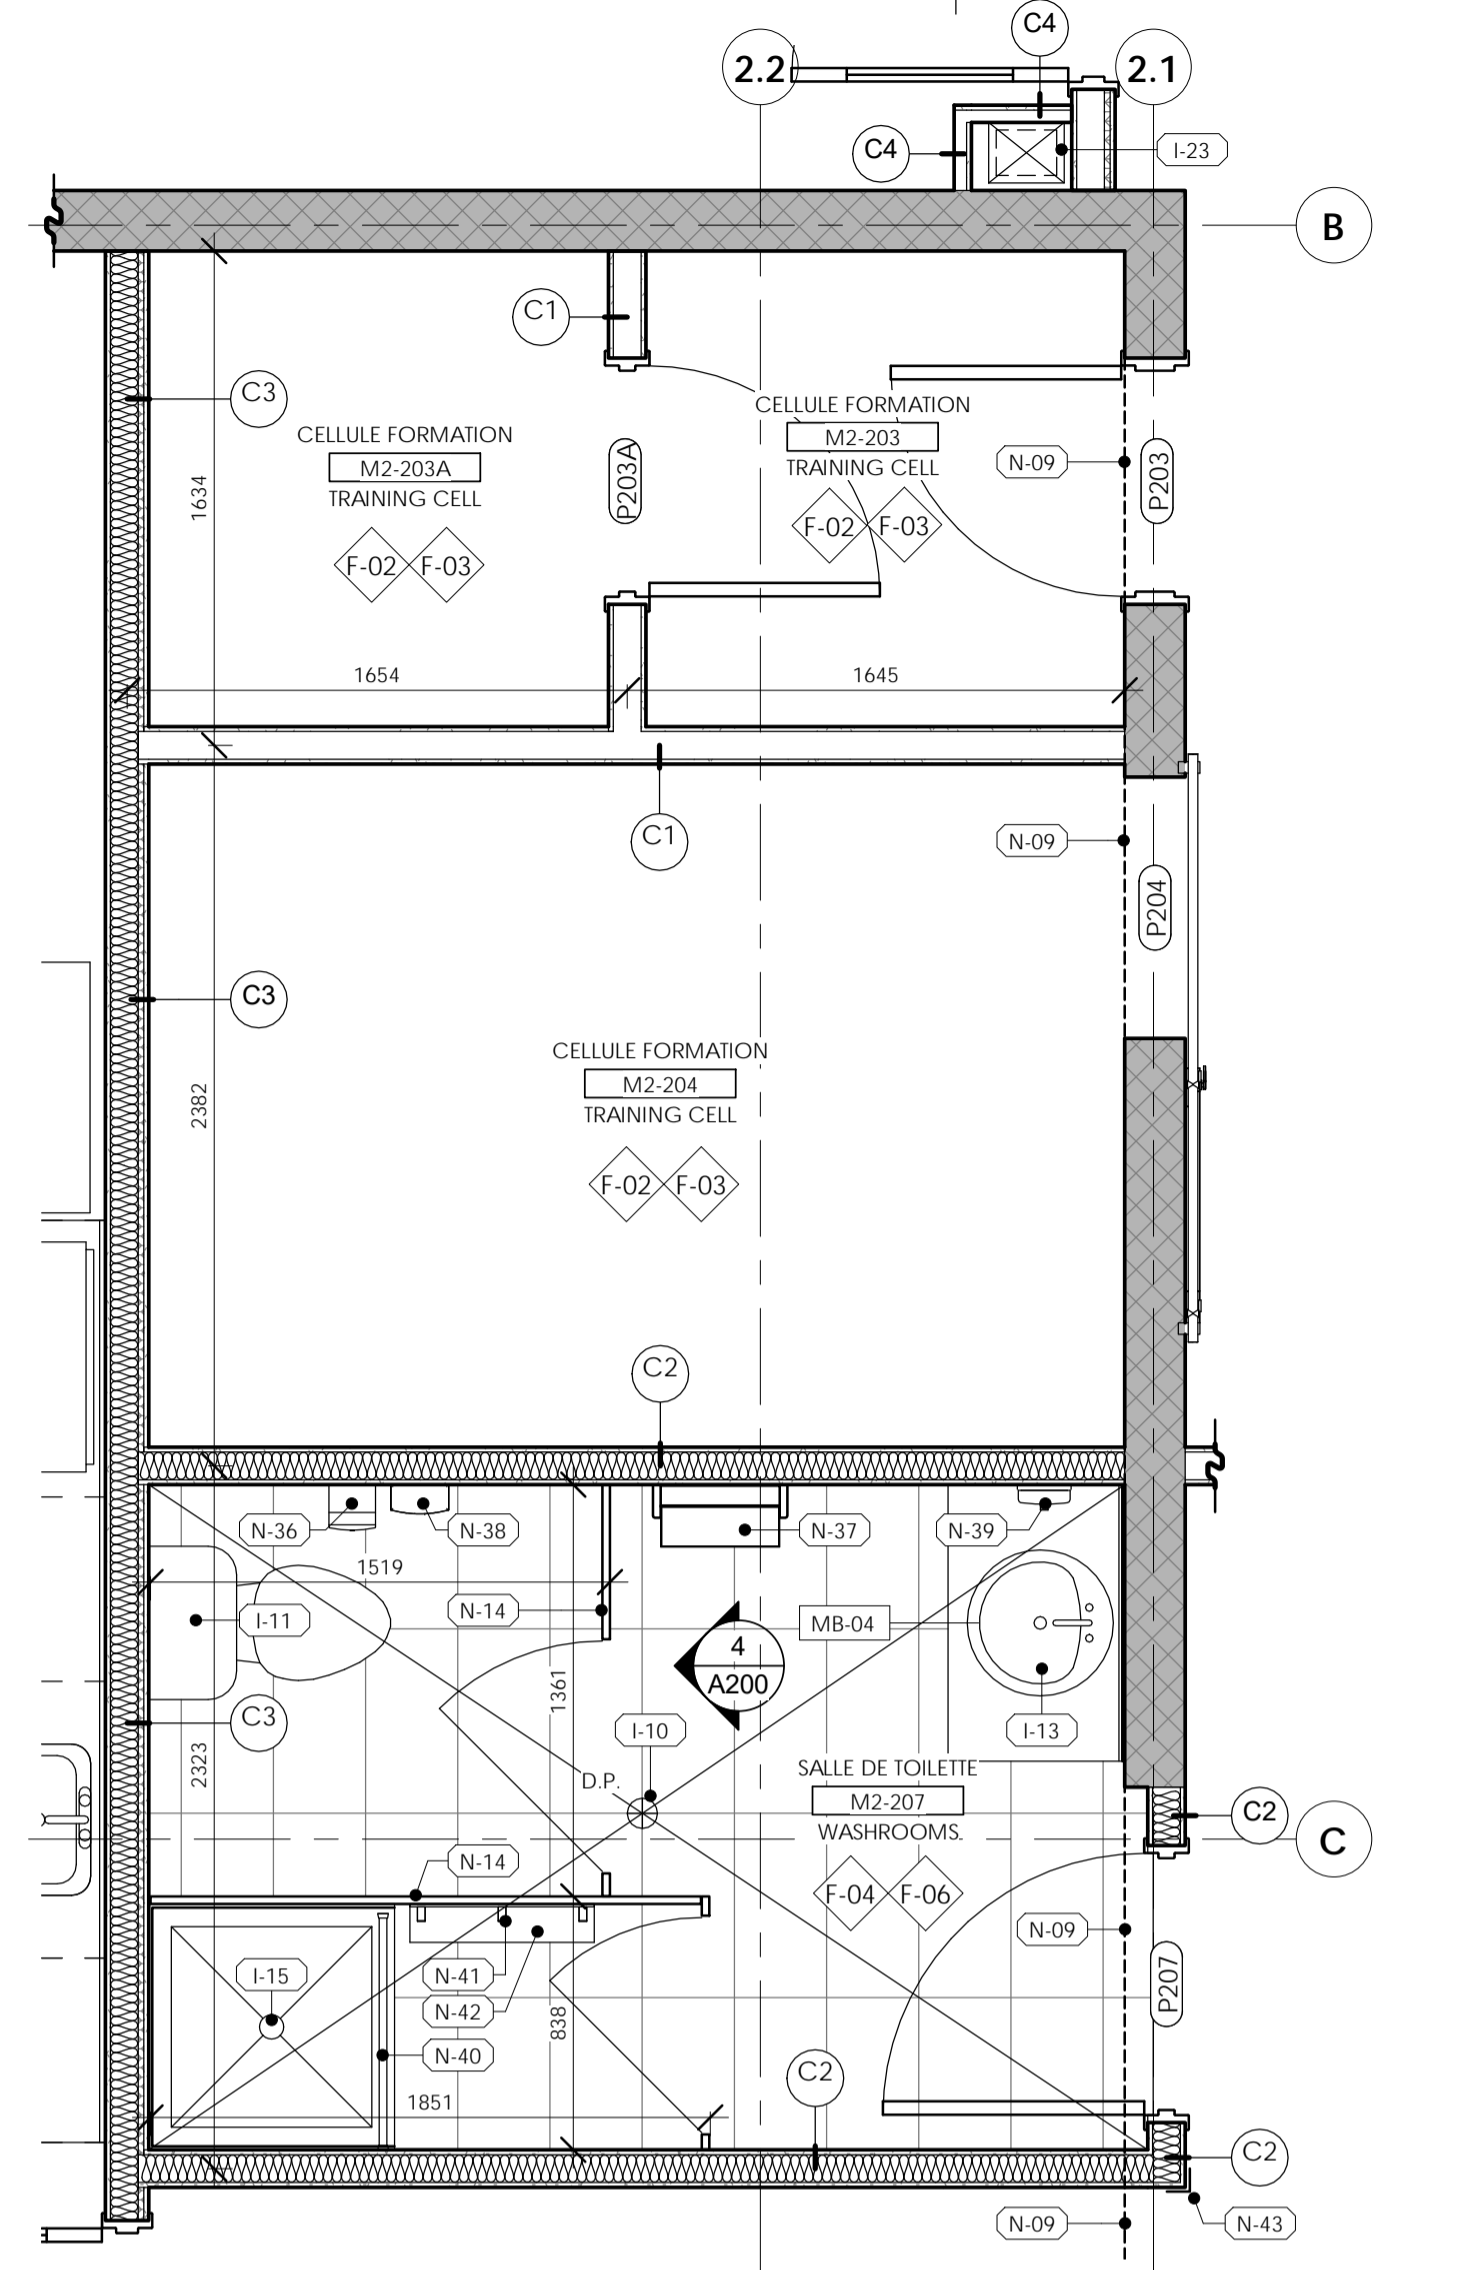 C4
2.2
2.1
C4
I-23
B
C1
C3
CELLULE FORMATION
M2-203
TRAINING CELL
CELLULE FORMATION
M2-203A
TRAINING CELL
P203A
N-09
P203
1634
F-02
F-03
F-02
F-03
1654
1645
C1
N-09
P204
C3
CELLULE FORMATION
M2-204
TRAINING CELL
2382
F-02
F-03
C2
N-36
N-38
N-37
N-39
1519
N-14
I-11
MB-04
4
A200
1361
C3
I-10
I-13
2323
D.P.
SALLE DE TOILETTE
M2-207
WASHROOMS
C2
C
N-14
F-04
F-06
N-09
I-15
N-41
P207
N-42
838
N-40
C2
1851
C2
N-09
N-43